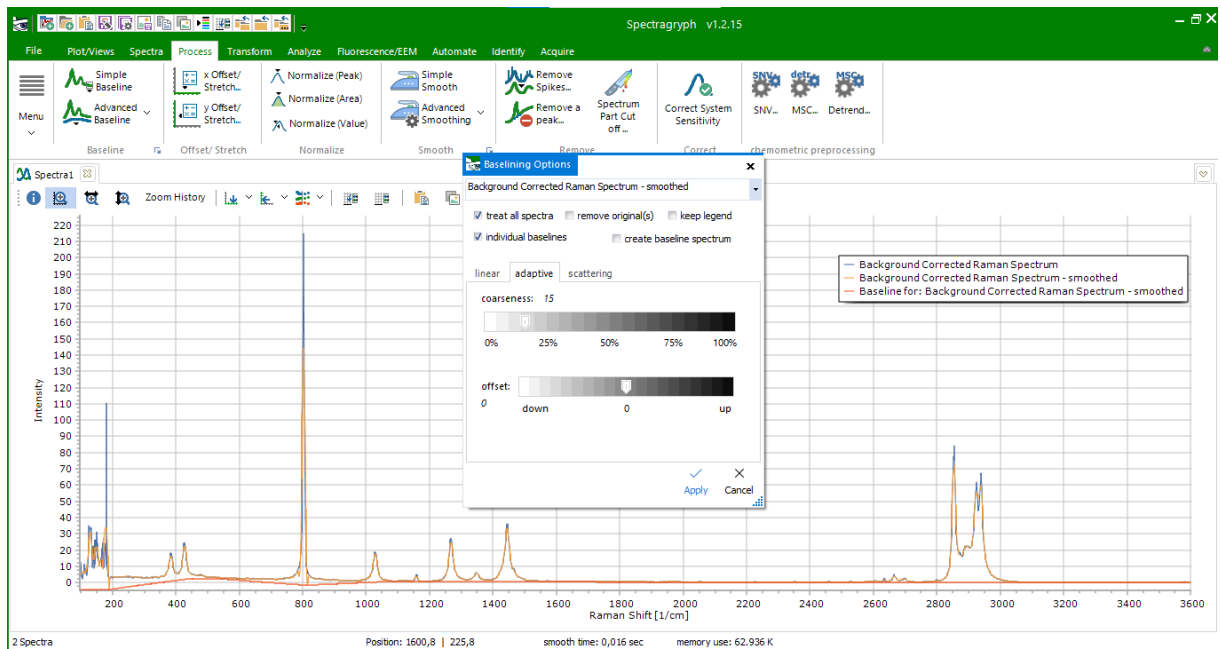 Spectragryph v1.2.15
File Plot/Views Spectra Process Transform Analyze Fluorescence/EEM Automate Identify Acquire
Menu
Simple Baseline
Advanced Baseline
Baseline
x Offset/ Stretch...
y Offset/ Stretch...
Offset/ Stretch
Normalize (Peak)
Normalize (Area)
Normalize (Value)
Normalize
Simple Smooth
Advanced Smoothing
Smooth
Remove Spikes...
Remove a peak...
Spectrum Part Cut off ...
Remove
Correct System Sensitivity
Correct
SNV
SNV...
detr.
MSC...
MSC
Detrend...
chemometric preprocessing
Spectra1
Zoom History
Baselining Options
Background Corrected Raman Spectrum - smoothed
treat all spectra remove original(s) keep legend
individual baselines create baseline spectrum
linear adaptive scattering
coarseness: 15
0% 25% 50% 75% 100%
offset:
0
down 0 up
Apply Cancel
Background Corrected Raman Spectrum
Background Corrected Raman Spectrum - smoothed
Baseline for: Background Corrected Raman Spectrum - smoothed
Intensity
220
210
200
190
180
170
160
150
140
130
120
110
100
90
80
70
60
50
40
30
20
10
0
200 400 600 800 1000 1200 1400 1600 1800 2000 2200 2400 2600 2800 3000 3200 3400 3600
Raman Shift [1/cm]
2 Spectra Position: 1600,8 | 225,8 smooth time: 0,016 sec memory use: 62.936 K